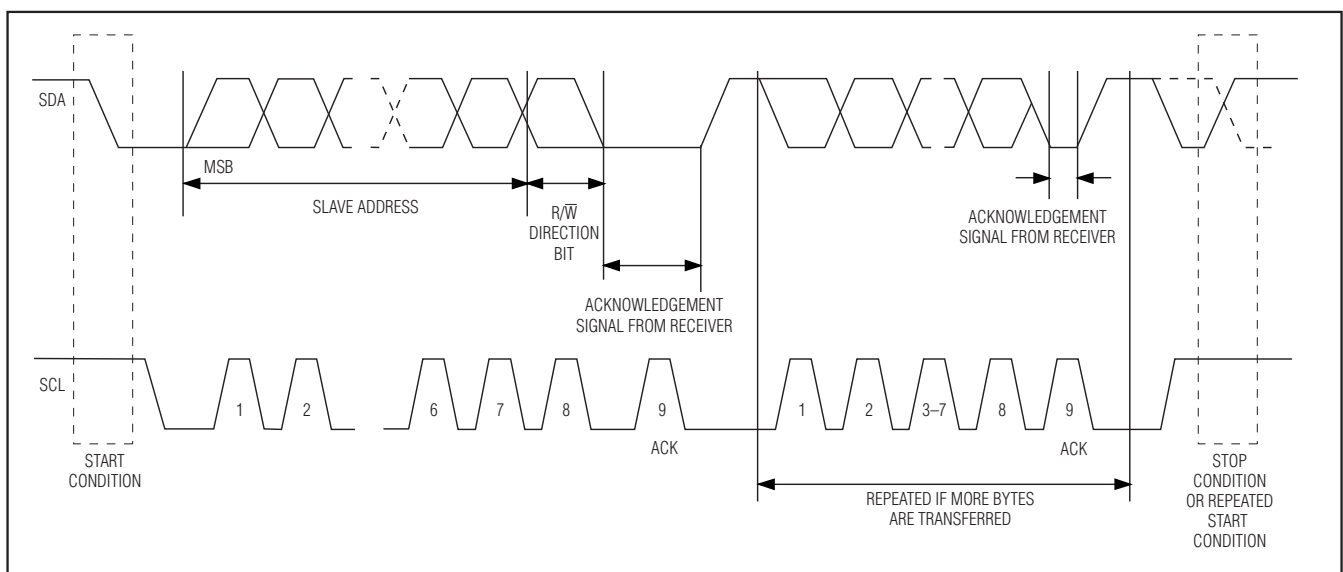 SDA
MSB
SLAVE ADDRESS
R/W̅
DIRECTION
BIT
ACKNOWLEDGEMENT
SIGNAL FROM RECEIVER
ACKNOWLEDGEMENT
SIGNAL FROM RECEIVER
SCL
1 2 6 7 8 9 1 2 3–7 8 9
ACK
ACK
START
CONDITION
REPEATED IF MORE BYTES
ARE TRANSFERRED
STOP
CONDITION
OR REPEATED
START
CONDITION